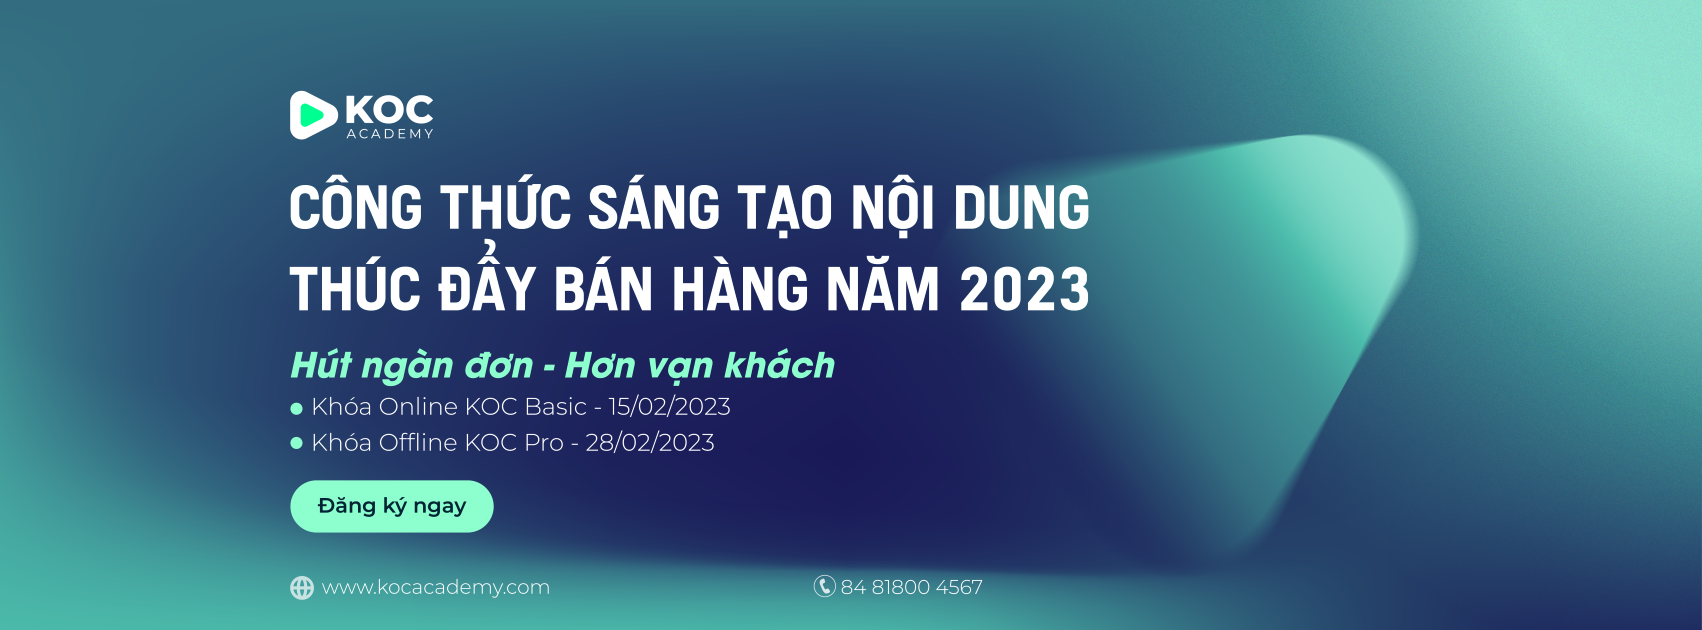 KOC
ACADEMY
CÔNG THỨC SÁNG TẠO NỘI DUNG
THÚC ĐẨY BÁN HÀNG NĂM 2023
Hút ngàn đơn - Hơn vạn khách
Khóa Online KOC Basic - 15/02/2023
Khóa Offline KOC Pro - 28/02/2023
Đăng ký ngay
www.kocacademy.com
84 81800 4567